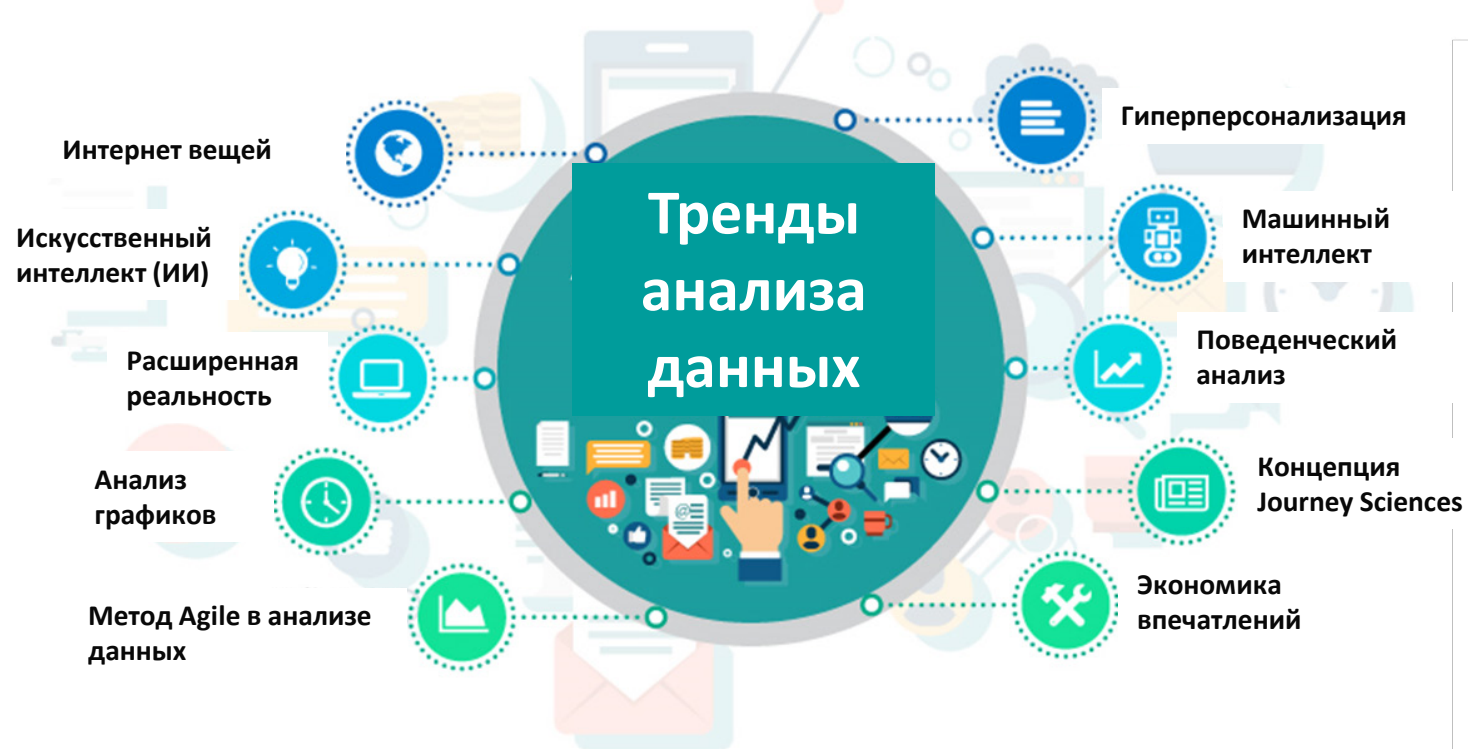 Тренды
анализа
данных
Интернет вещей
Искусственный
интеллект (ИИ)
Расширенная
реальность
Анализ
графиков
Метод Agile в анализе
данных
Гиперперсонализация
Машинный
интеллект
Поведенческий
анализ
Концепция
Journey Sciences
Экономика
впечатлений